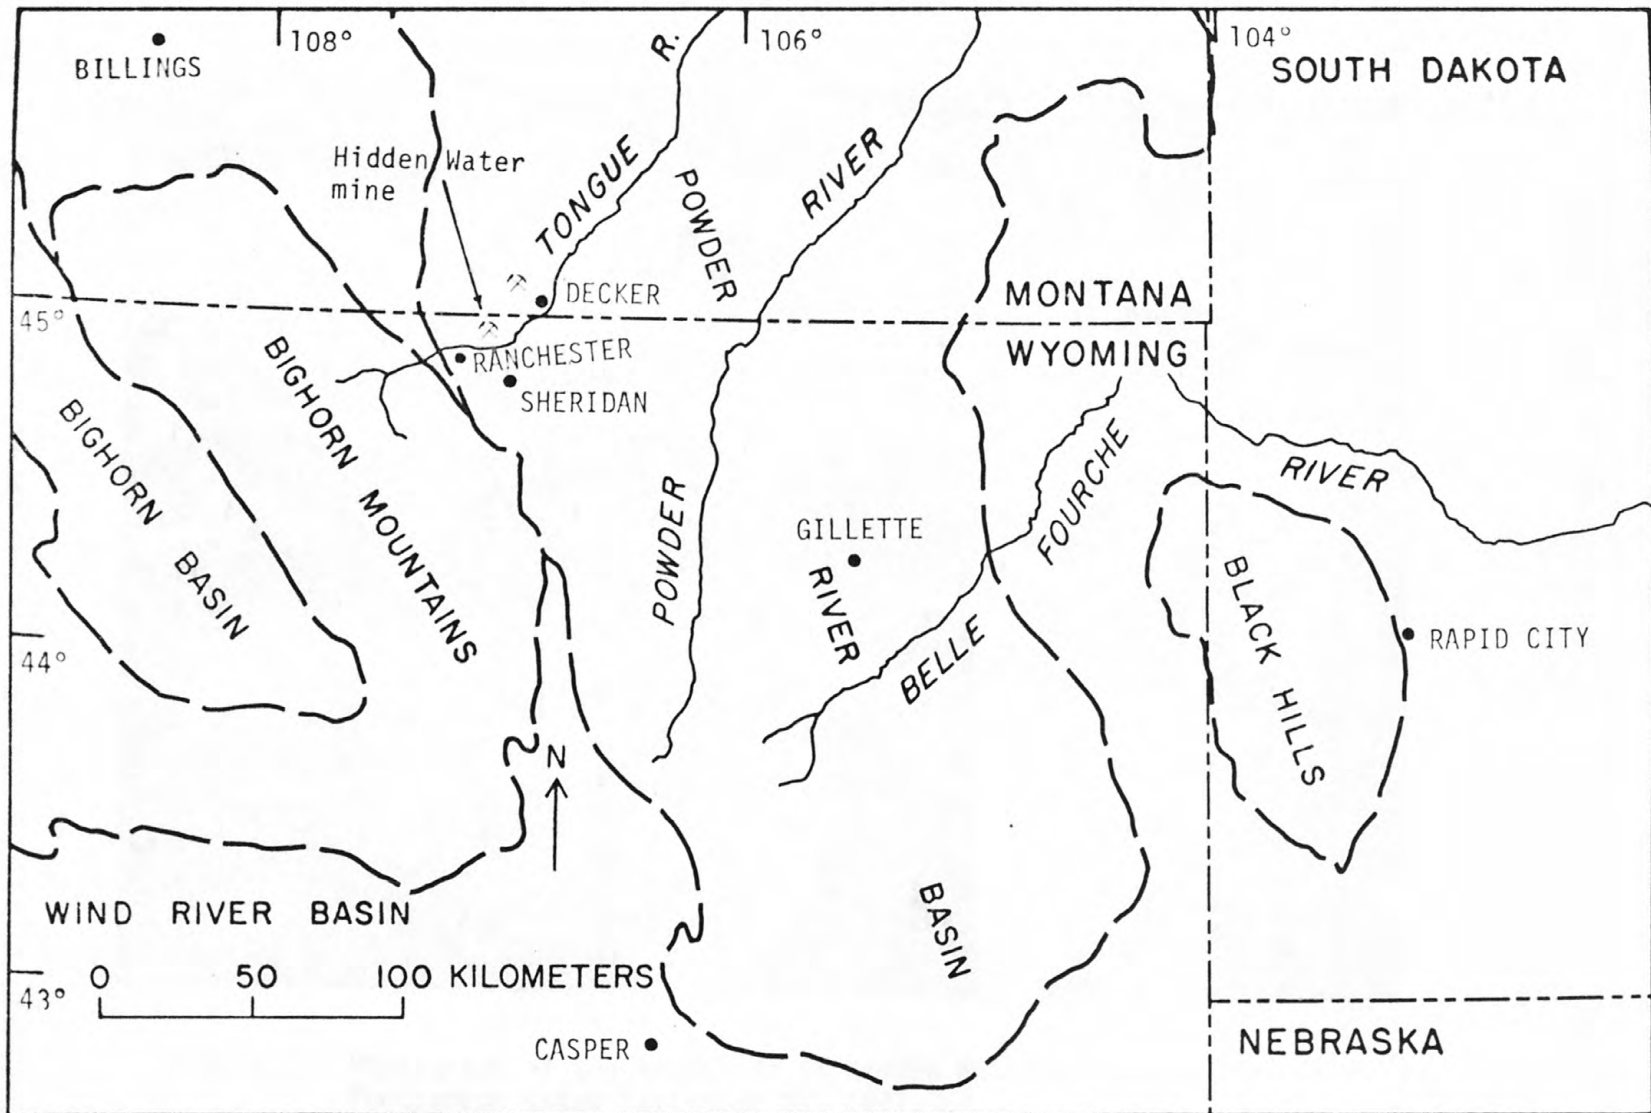 108°
106°
104°
BILLINGS
SOUTH DAKOTA
Hidden Water
mine
TONGUE R.
POWDER RIVER
POWDER RIVER BASIN
45°
DECKER
MONTANA
WYOMING
RANCHESTER
SHERIDAN
BIGHORN MOUNTAINS
BIGHORN BASIN
GILLETTE
BELLE FOURCHE RIVER
BLACK HILLS
44°
RAPID CITY
N
WIND RIVER BASIN
0 50 100 KILOMETERS
43°
CASPER
NEBRASKA